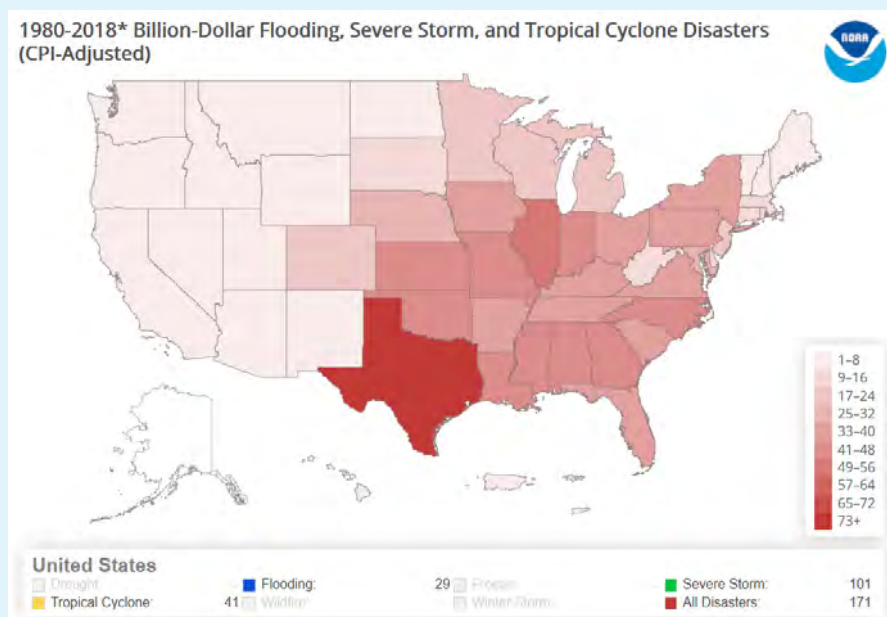 1980-2018* Billion-Dollar Flooding, Severe Storm, and Tropical Cyclone Disasters
(CPI-Adjusted)
NOAA
1–8
9–16
17–24
25–32
33–40
41–48
49–56
57–64
65–72
73+
United States
Drought Flooding: 29 Freeze Severe Storm: 101
Tropical Cyclone: 41 Wildfire Winter Storm All Disasters: 171